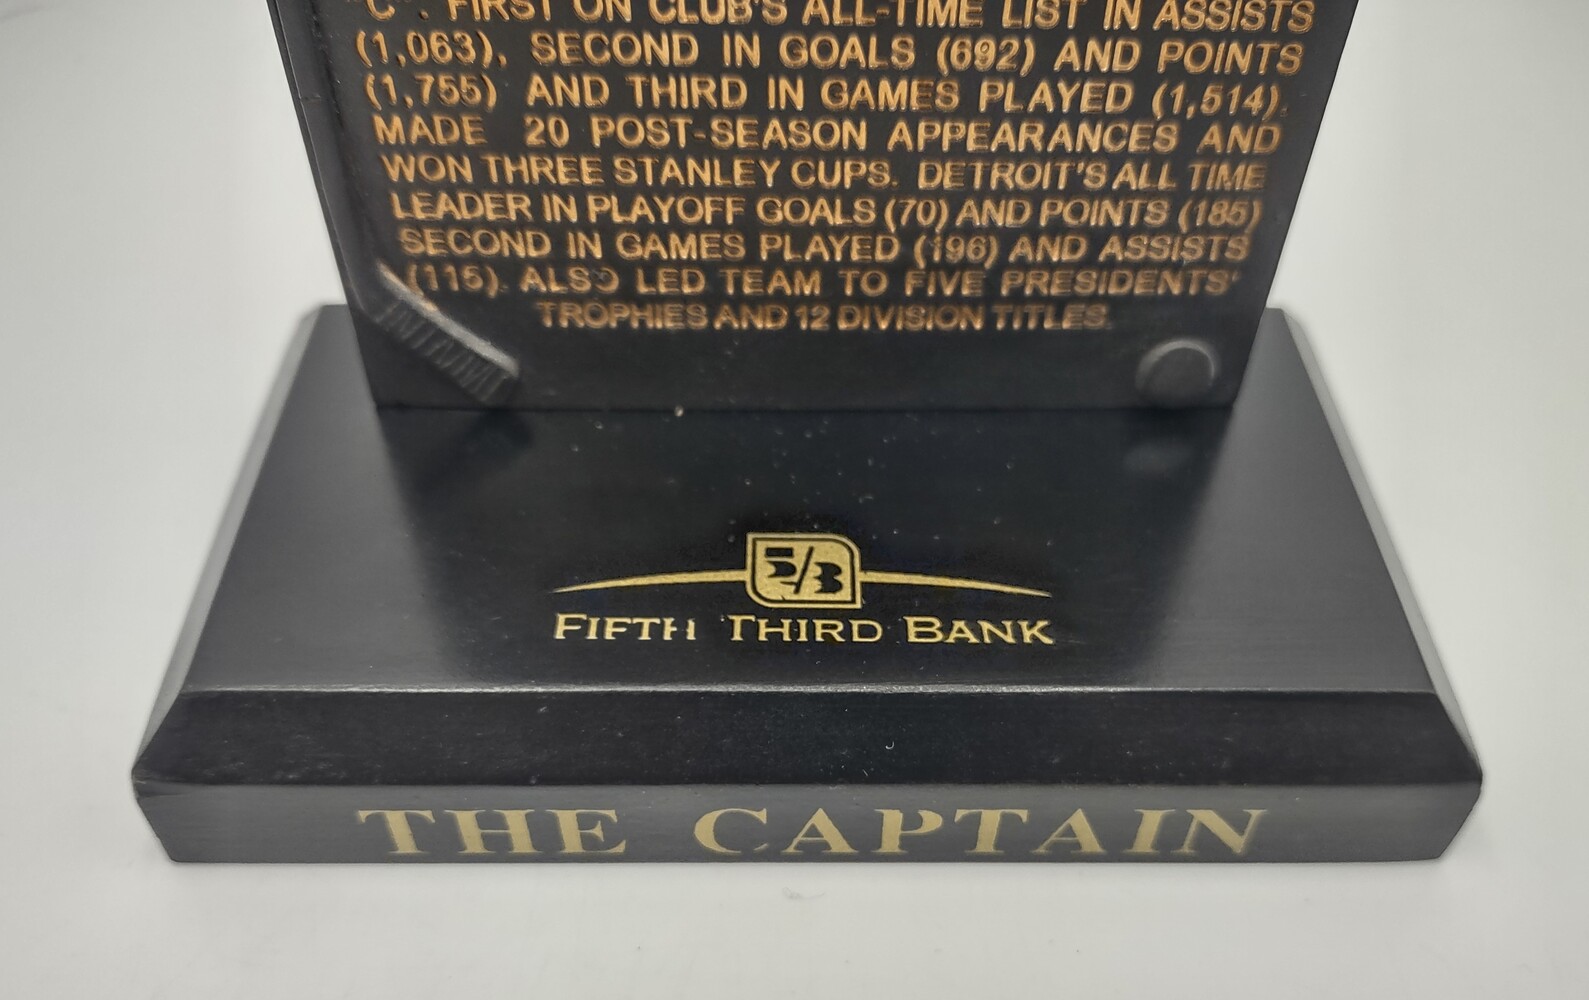 "C". FIRST ON CLUB'S ALL-TIME LIST IN ASSISTS
(1,063), SECOND IN GOALS (692) AND POINTS
(1,755) AND THIRD IN GAMES PLAYED (1,514).
MADE 20 POST-SEASON APPEARANCES AND
WON THREE STANLEY CUPS. DETROIT'S ALL TIME
LEADER IN PLAYOFF GOALS (70) AND POINTS (185)
SECOND IN GAMES PLAYED (196) AND ASSISTS
(115). ALSO LED TEAM TO FIVE PRESIDENTS'
TROPHIES AND 12 DIVISION TITLES.
5/3
FIFTH THIRD BANK
THE CAPTAIN